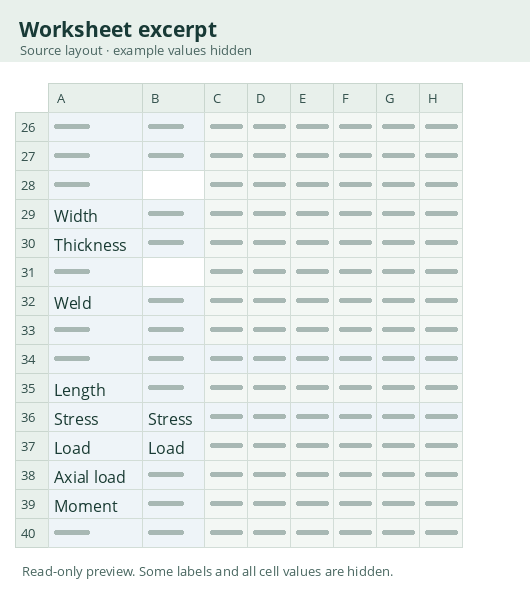 Worksheet excerpt
Source layout · example values hidden
A B C D E F G H
26
27
28
29 Width
30 Thickness
31
32 Weld
33
34
35 Length
36 Stress Stress
37 Load Load
38 Axial load
39 Moment
40
Read-only preview. Some labels and all cell values are hidden.